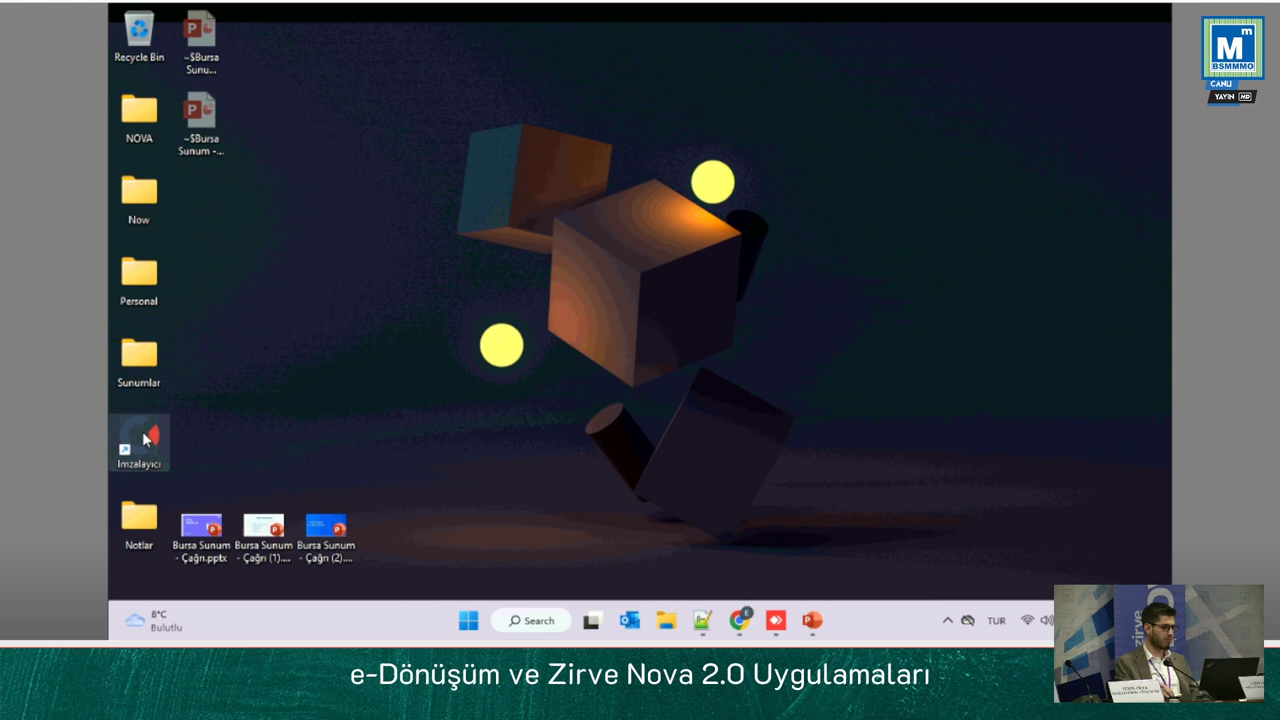 Recycle Bin
~$Bursa
Sunu...
NOVA
~$Bursa
Sunum -...
Now
Personal
Sunumlar
Imzalayıcı
Notlar
Bursa Sunum
- Çağrı.pptx
Bursa Sunum
- Çağrı (1)....
Bursa Sunum
- Çağrı (2)....
8°C
Bulutlu
Search
TUR
M m
BSMMMO
CANLI
YAYIN HD
zirve
e-Dönüşüm ve Zirve Nova 2.0 Uygulamaları